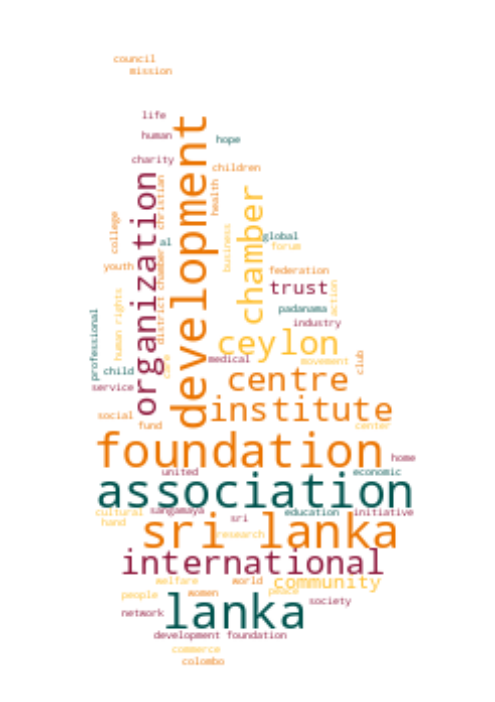 council
mission
life
development
human
hope
charity
children
organization
christian
health
chamber
college
business
al
global
forum
youth
district chamber
federation
trust
action
human rights
padanama
professional
industry
ceylon
medical
movement
club
care
child
centre
service
institute
social
fund
center
foundation
home
united
economic
association
cultural
sangamaya
education
initiative
hand
sri
sri lanka
research
international
welfare
world
community
people
women
peace
society
lanka
network
development foundation
commerce
colombo